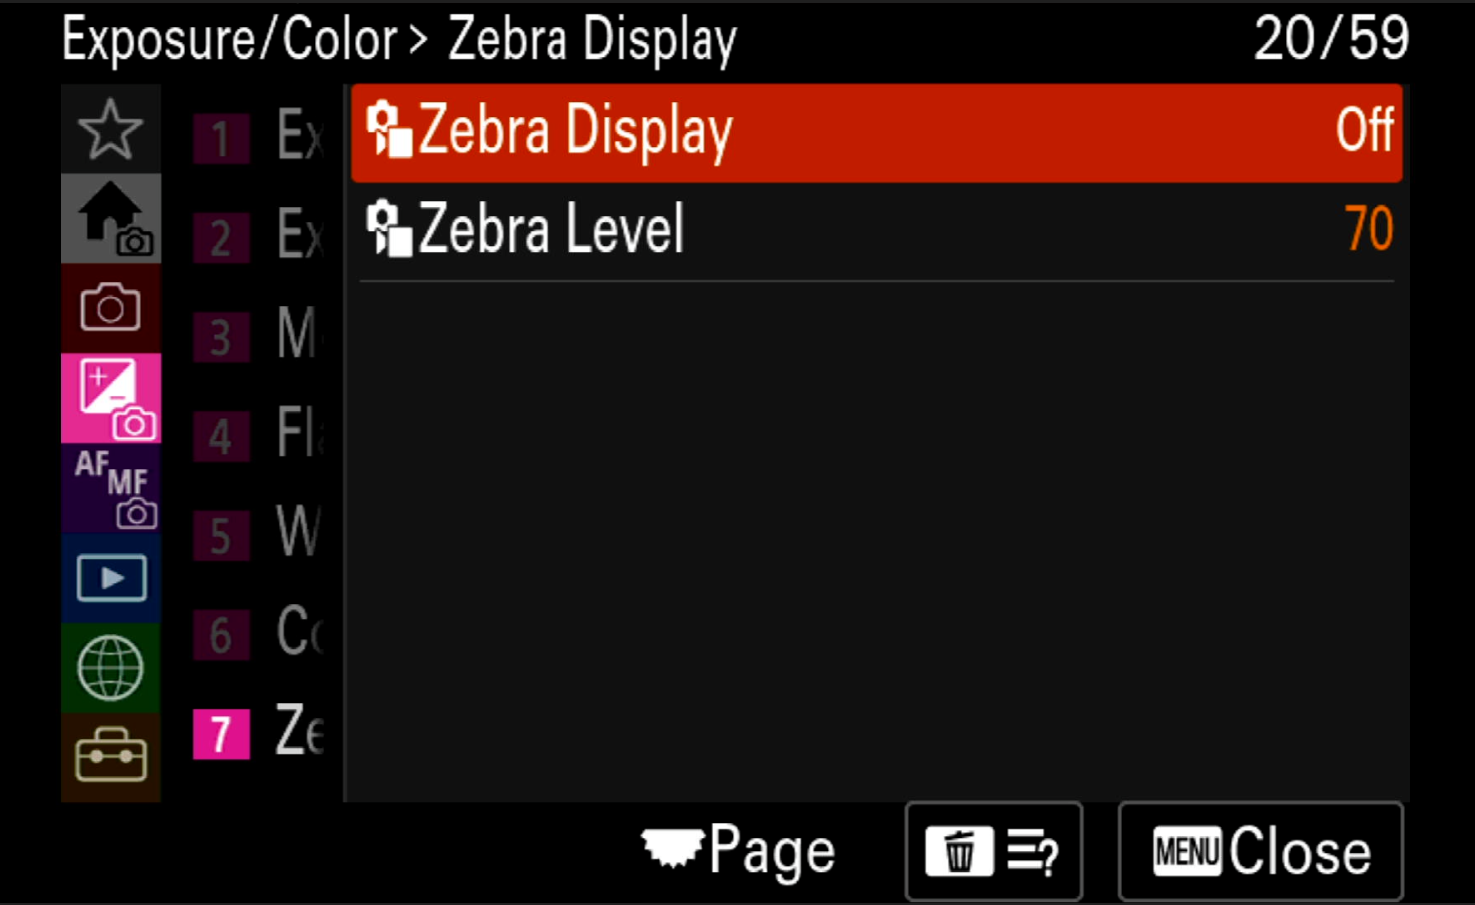 Exposure/Color> Zebra Display 20/59
1 Ex
Zebra Display Off
2 Ex
Zebra Level 70
3 M
4 Fl
AF MF
5 W
6 Co
7 Ze
Page
?
MENU Close